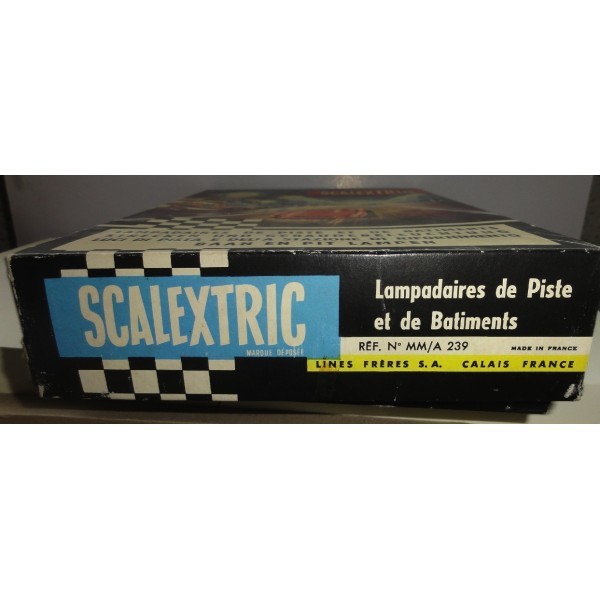 SCALEXTRIC
SCALEXTRIC
MARQUE DÉPOSÉE
Lampadaires de Piste
et de Batiments
RÉF. N° MM/A 239
MADE IN FRANCE
LINES FRÈRES S.A. CALAIS FRANCE